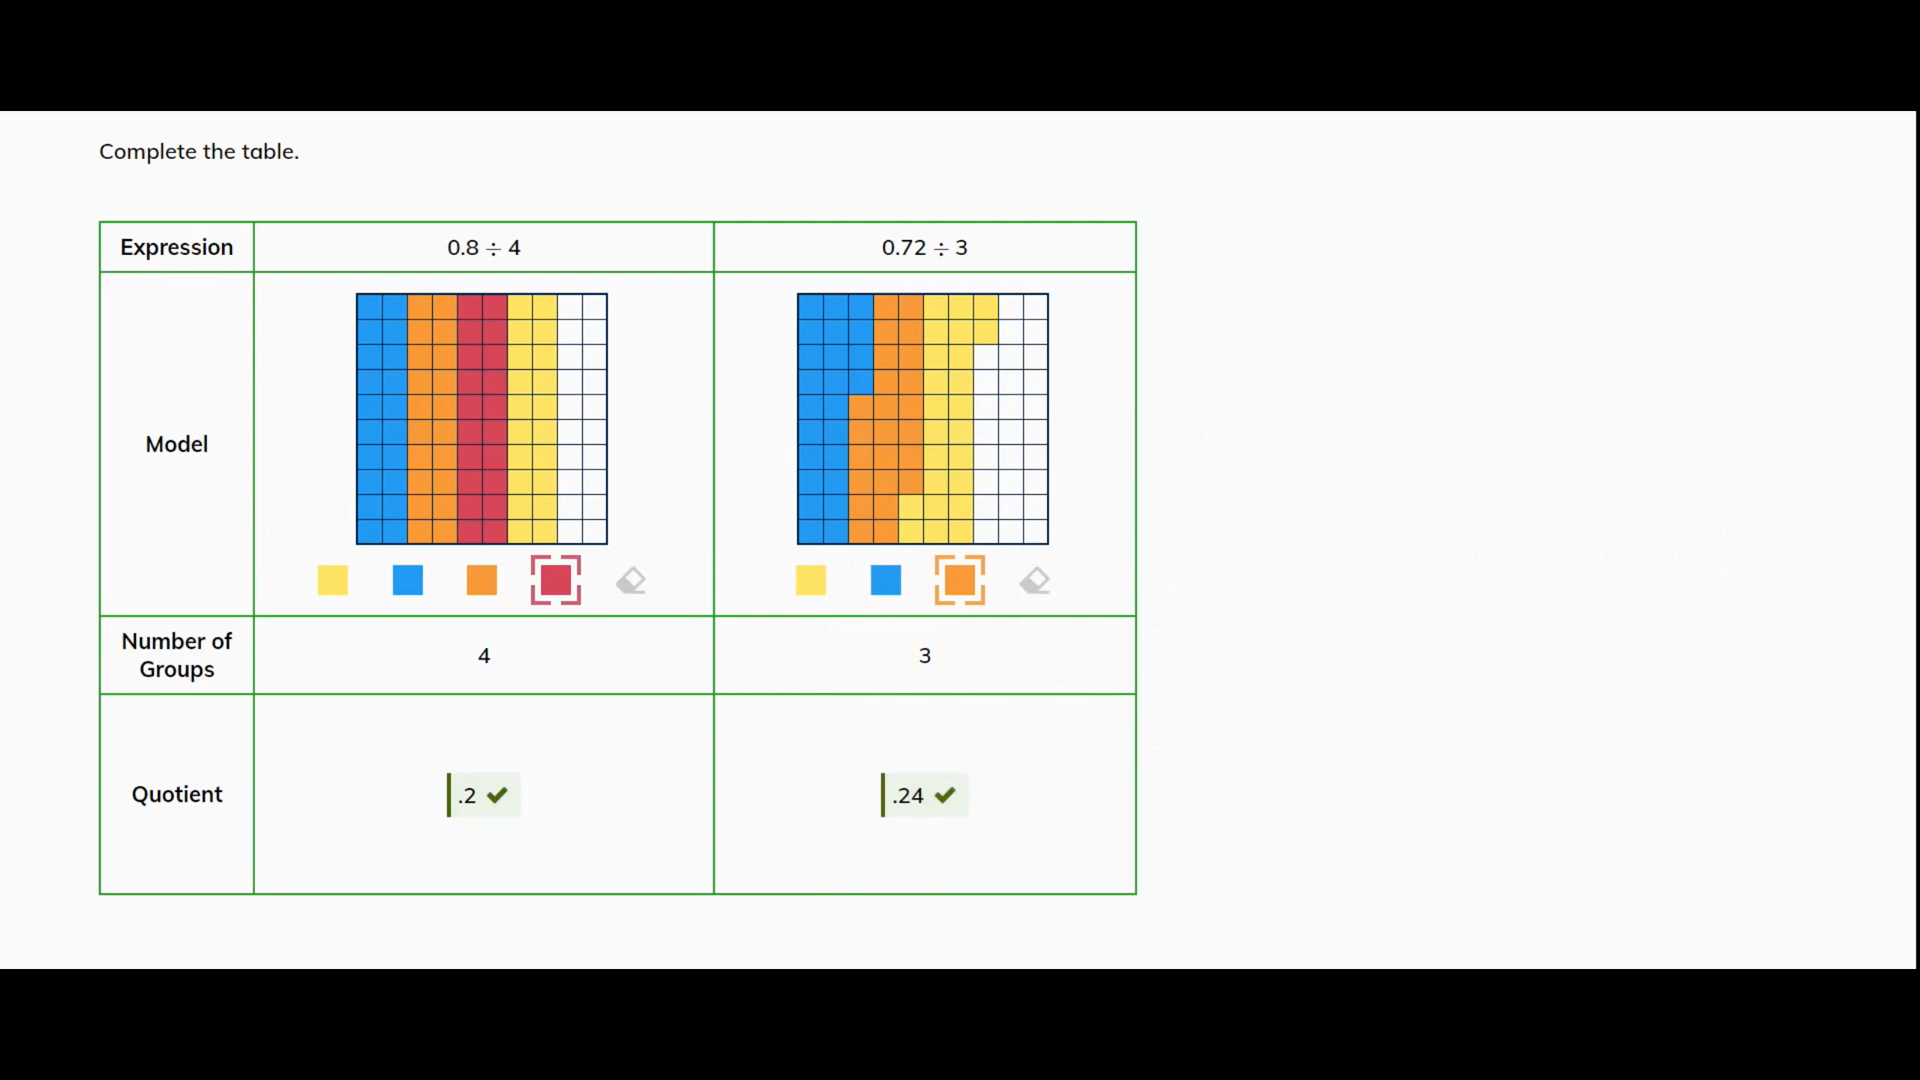 Complete the table.
Expression
0.8 ÷ 4
0.72 ÷ 3
Model
Number of
Groups
4
3
Quotient
.2
.24